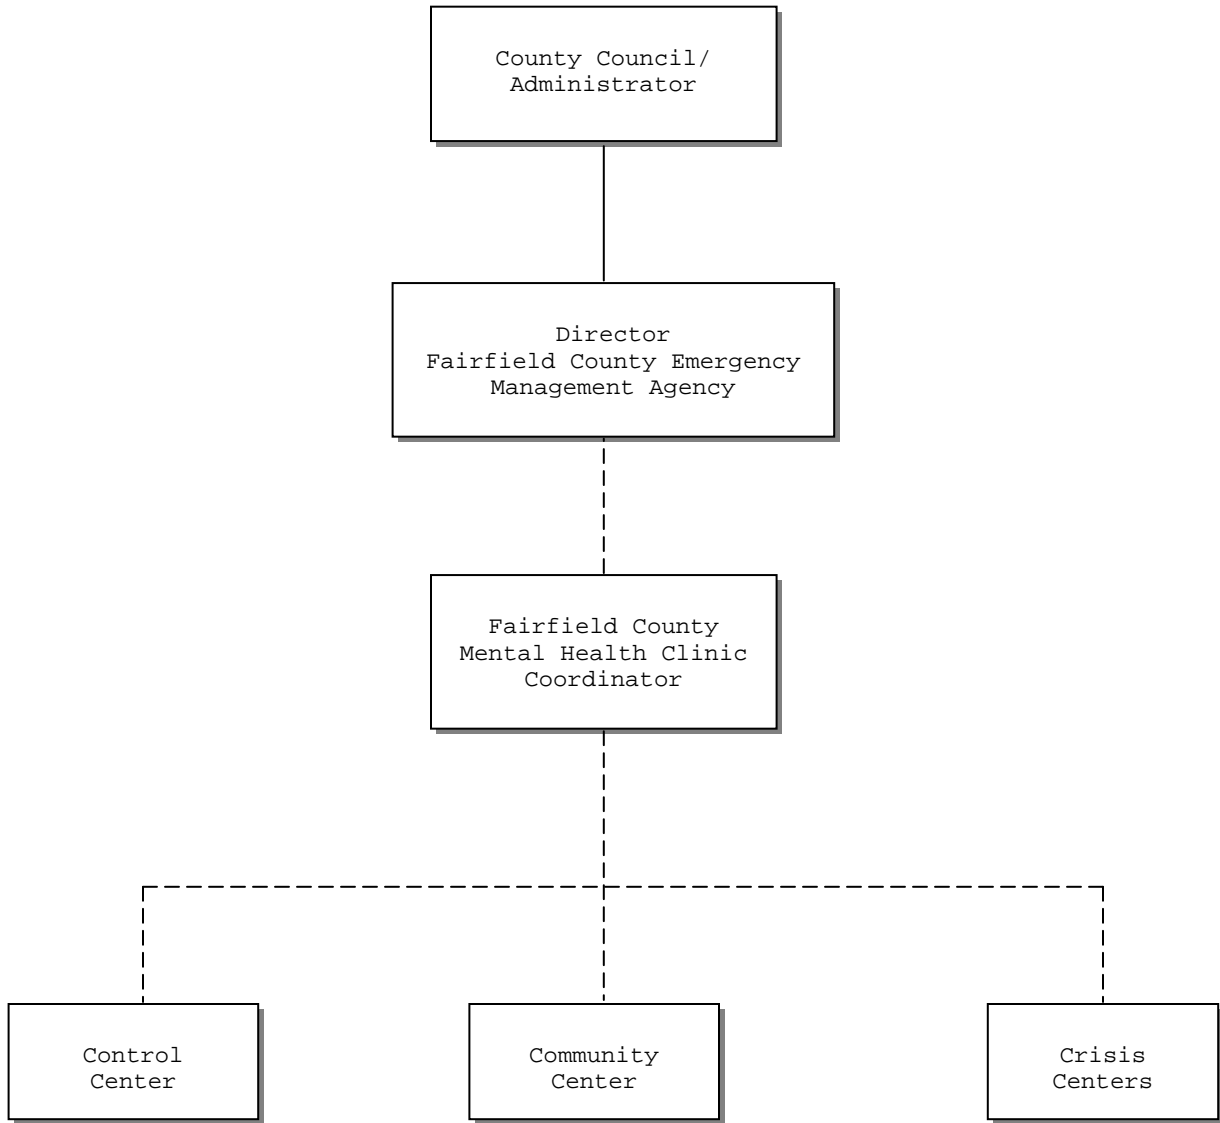 County Council/
Administrator
Director
Fairfield County Emergency
Management Agency
Fairfield County
Mental Health Clinic
Coordinator
Control
Center
Community
Center
Crisis
Centers